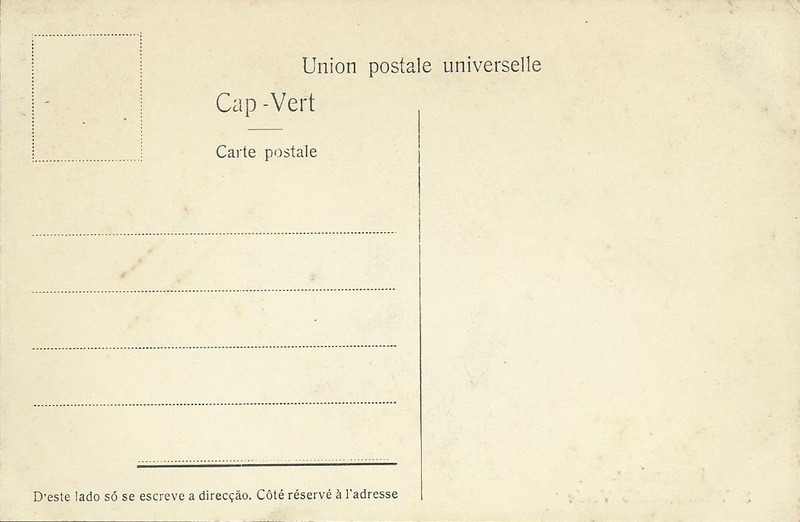 Union postale universelle
Cap-Vert
Carte postale
D'este lado só se escreve a direcção. Côté réservé à l'adresse